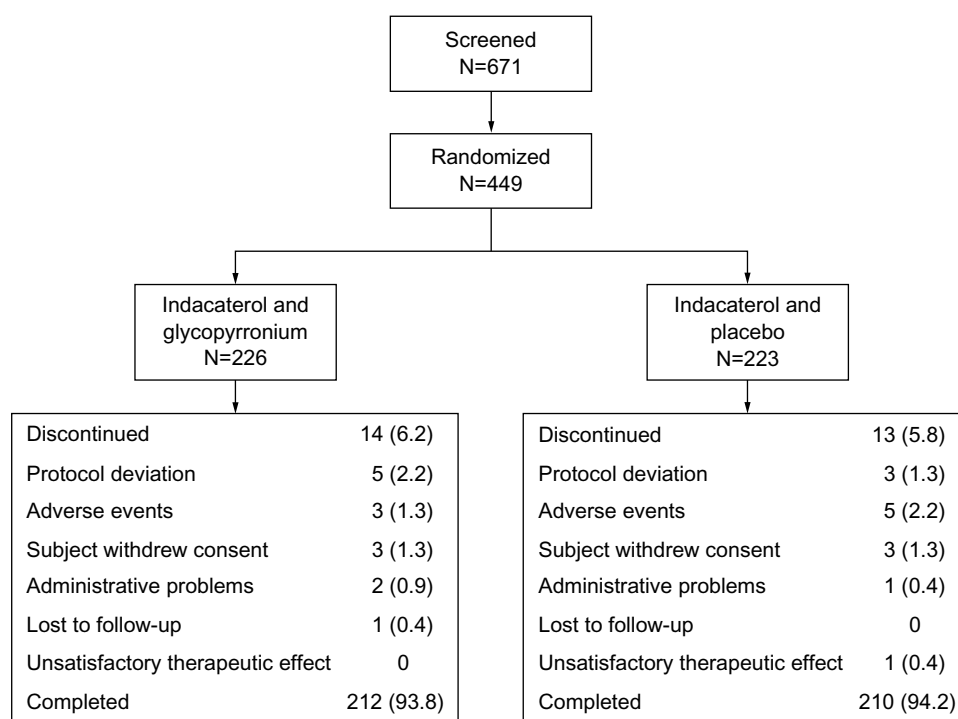 Screened
N=671
Randomized
N=449
Indacaterol and
glycopyrronium
N=226
Indacaterol and
placebo
N=223
Discontinued 14 (6.2)
Protocol deviation 5 (2.2)
Adverse events 3 (1.3)
Subject withdrew consent 3 (1.3)
Administrative problems 2 (0.9)
Lost to follow-up 1 (0.4)
Unsatisfactory therapeutic effect 0
Completed 212 (93.8)
Discontinued 13 (5.8)
Protocol deviation 3 (1.3)
Adverse events 5 (2.2)
Subject withdrew consent 3 (1.3)
Administrative problems 1 (0.4)
Lost to follow-up 0
Unsatisfactory therapeutic effect 1 (0.4)
Completed 210 (94.2)